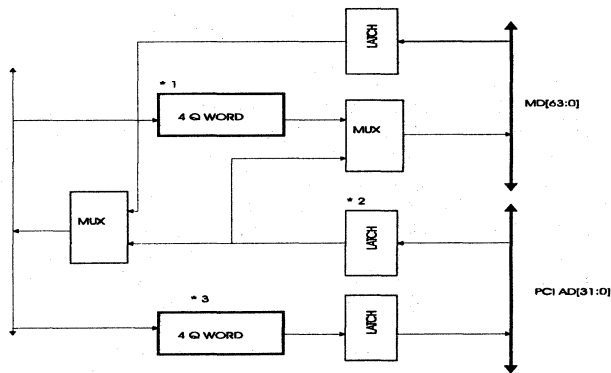 LATCH
* 1
4 Q WORD
MUX
MD[63:0]
MUX
* 2
LATCH
* 3
4 Q WORD
LATCH
PCI AD[31:0]